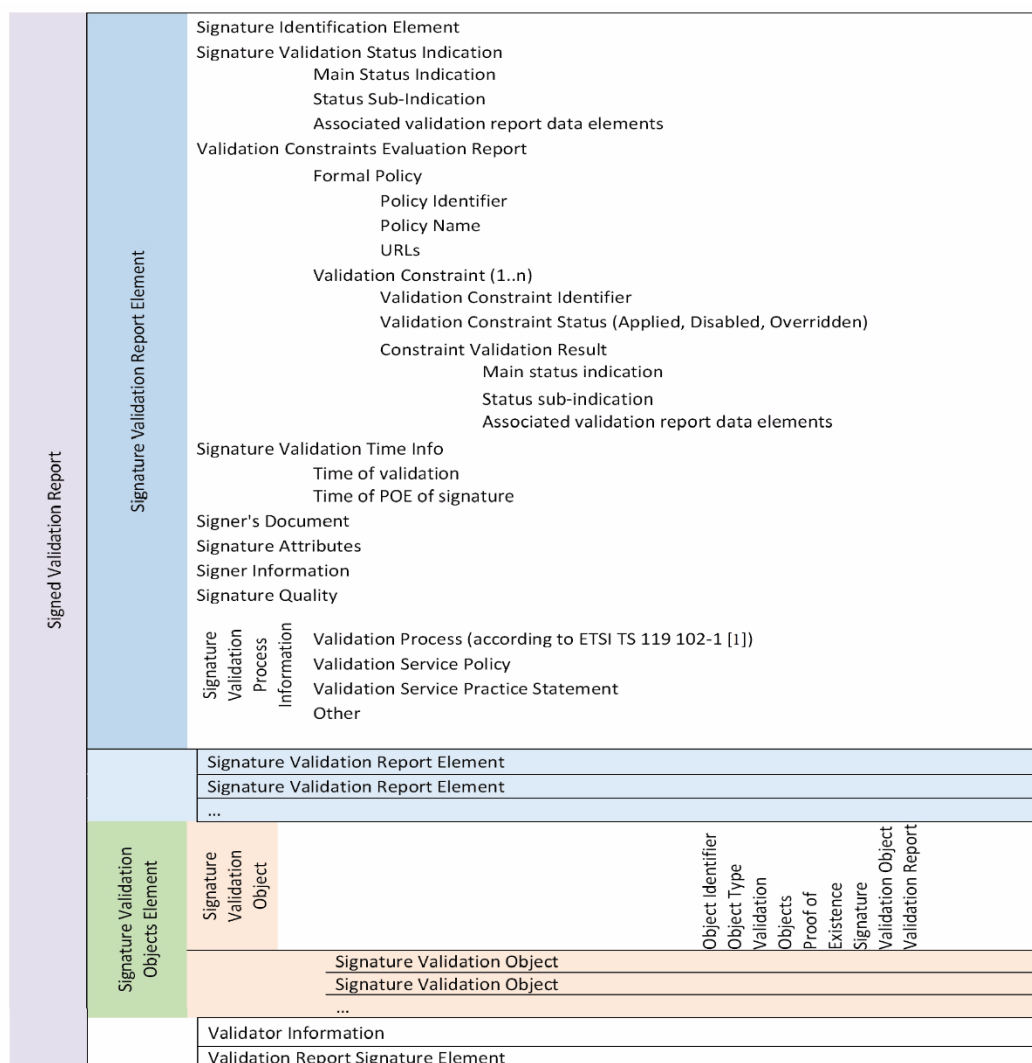 Signed Validation Report
Signature Validation Report Element
Signature Identification Element
Signature Validation Status Indication
Main Status Indication
Status Sub-Indication
Associated validation report data elements
Validation Constraints Evaluation Report
Formal Policy
Policy Identifier
Policy Name
URLs
Validation Constraint (1..n)
Validation Constraint Identifier
Validation Constraint Status (Applied, Disabled, Overridden)
Constraint Validation Result
Main status indication
Status sub-indication
Associated validation report data elements
Signature Validation Time Info
Time of validation
Time of POE of signature
Signer's Document
Signature Attributes
Signer Information
Signature Quality
Signature
Validation
Process
Information
Validation Process (according to ETSI TS 119 102-1 [1])
Validation Service Policy
Validation Service Practice Statement
Other
Signature Validation Report Element
Signature Validation Report Element
...
Signature Validation
Objects Element
Signature
Validation
Object
Object Identifier
Object Type
Validation
Objects
Proof of
Existence
Signature
Validation Object
Validation Report
Signature Validation Object
Signature Validation Object
...
Validator Information
Validation Report Signature Element